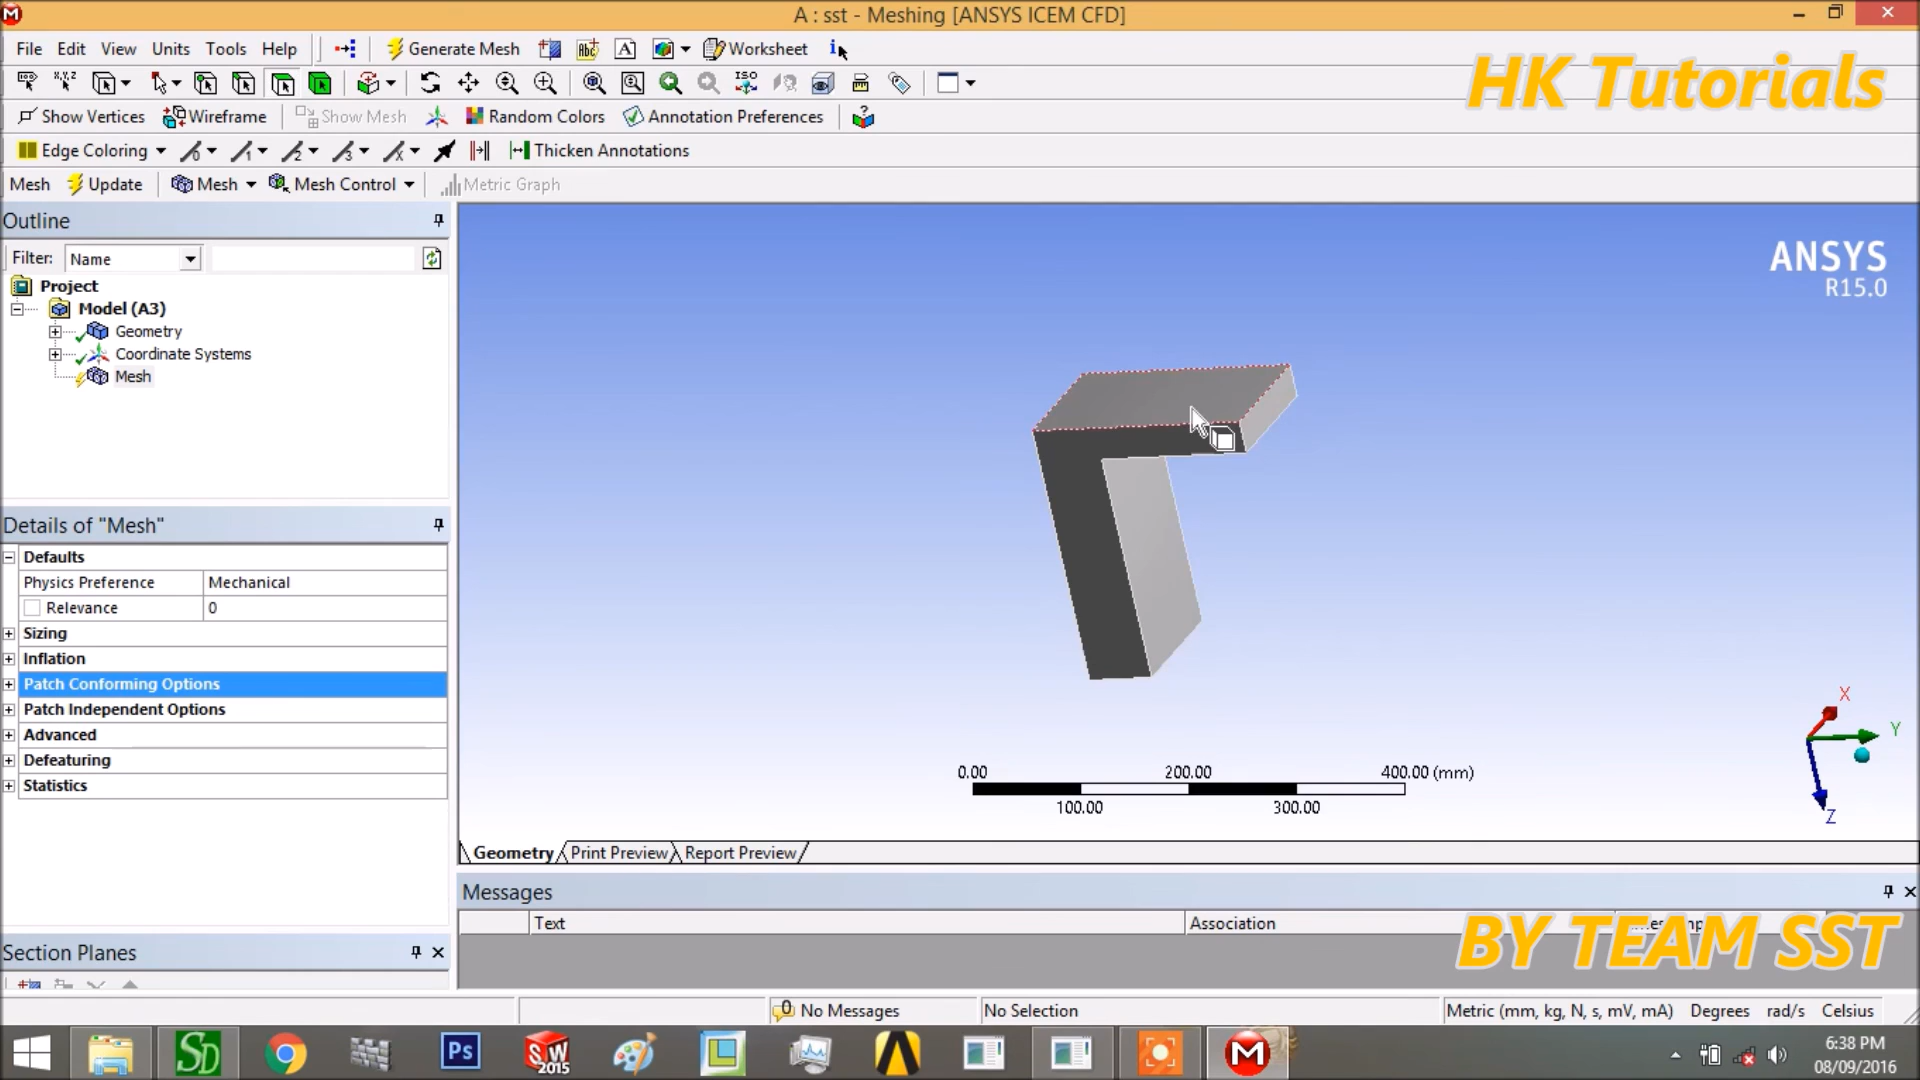 A : sst - Meshing [ANSYS ICEM CFD]
File Edit View Units Tools Help Generate Mesh Worksheet
HK Tutorials
Show Vertices Wireframe Show Mesh Random Colors Annotation Preferences
Edge Coloring Thicken Annotations
Mesh Update Mesh Mesh Control Metric Graph
Outline
Filter: Name
Project
Model (A3)
Geometry
Coordinate Systems
Mesh
ANSYS
R15.0
Details of "Mesh"
Defaults
Physics Preference Mechanical
Relevance 0
Sizing
Inflation
Patch Conforming Options
Patch Independent Options
Advanced
Defeaturing
Statistics
X
Y
Z
0.00 200.00 400.00 (mm)
100.00 300.00
Geometry Print Preview Report Preview
Messages
Text Association
BY TEAM SST
Section Planes
No Messages No Selection Metric (mm, kg, N, s, mV, mA) Degrees rad/s Celsius
6:38 PM
08/09/2016